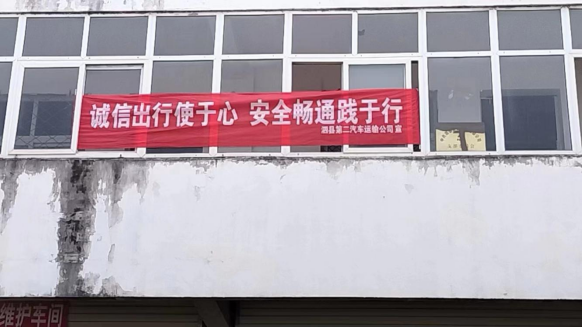 诚信出行使于心 安全畅通践于行
泗县第二汽车运输公司 宣
维护车间